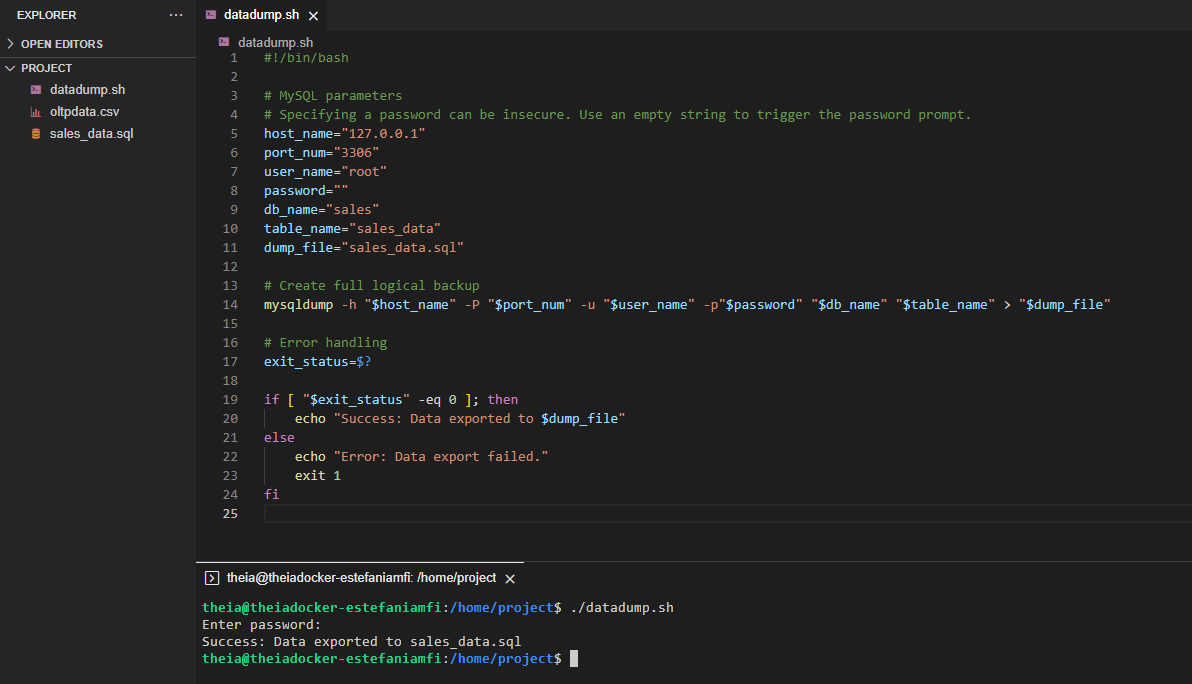 EXPLORER
OPEN EDITORS
PROJECT
datadump.sh
oltpdata.csv
sales_data.sql
datadump.sh
datadump.sh
1 #!/bin/bash
2
3 # MySQL parameters
4 # Specifying a password can be insecure. Use an empty string to trigger the password prompt.
5 host_name="127.0.0.1"
6 port_num="3306"
7 user_name="root"
8 password=""
9 db_name="sales"
10 table_name="sales_data"
11 dump_file="sales_data.sql"
12
13 # Create full logical backup
14 mysqldump -h "$host_name" -P "$port_num" -u "$user_name" -p"$password" "$db_name" "$table_name" > "$dump_file"
15
16 # Error handling
17 exit_status=$?
18
19 if [ "$exit_status" -eq 0 ]; then
20     echo "Success: Data exported to $dump_file"
21 else
22     echo "Error: Data export failed."
23     exit 1
24 fi
25
theia@theiadocker-estefaniamfi: /home/project
theia@theiadocker-estefaniamfi:/home/project$ ./datadump.sh
Enter password:
Success: Data exported to sales_data.sql
theia@theiadocker-estefaniamfi:/home/project$